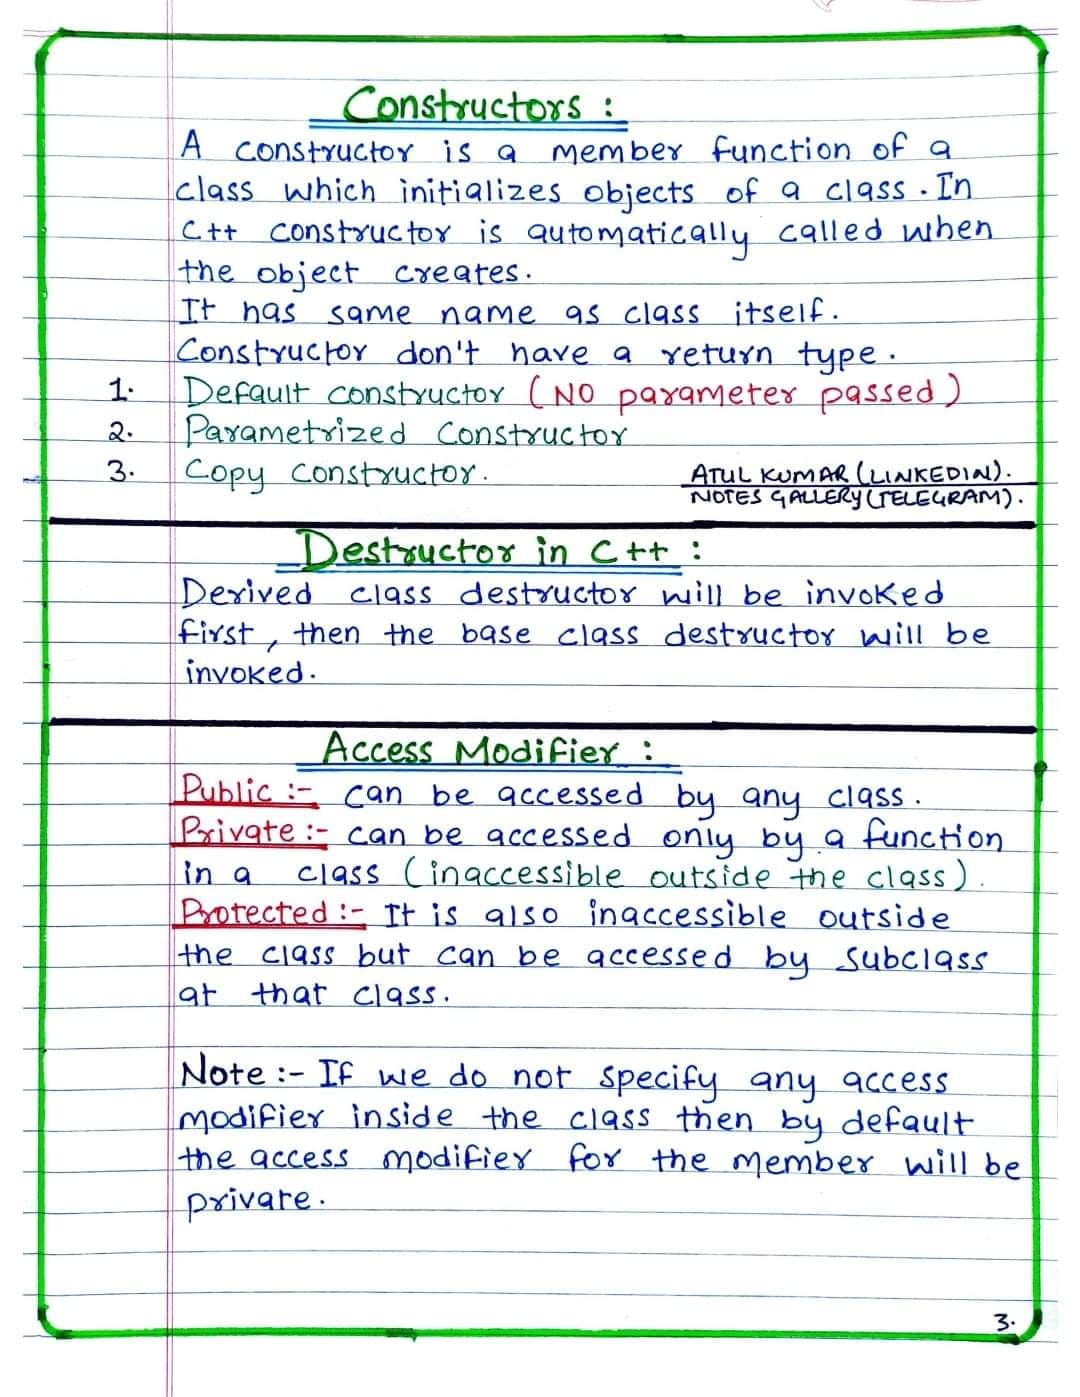 Constructors :
A constructor is a member function of a
class which initializes objects of a class. In
C++ constructor is automatically called when
the object creates.
It has same name as class itself.
Constructor don't have a return type.
1. Default constructor (NO parameter passed)
2. Parametrized Constructor
3. Copy constructor.
ATUL KUMAR (LINKEDIN).
NOTES GALLERY (TELEGRAM).
Destructor in C++ :
Derived class destructor will be invoked
first, then the base class destructor will be
invoked.
Access Modifier :
Public :- can be accessed by any class.
Private :- can be accessed only by a function
in a class (inaccessible outside the class).
Protected :- It is also inaccessible outside
the class but can be accessed by subclass
at that class.
Note :- If we do not specify any access
modifier inside the class then by default
the access modifier for the member will be
private.
3.